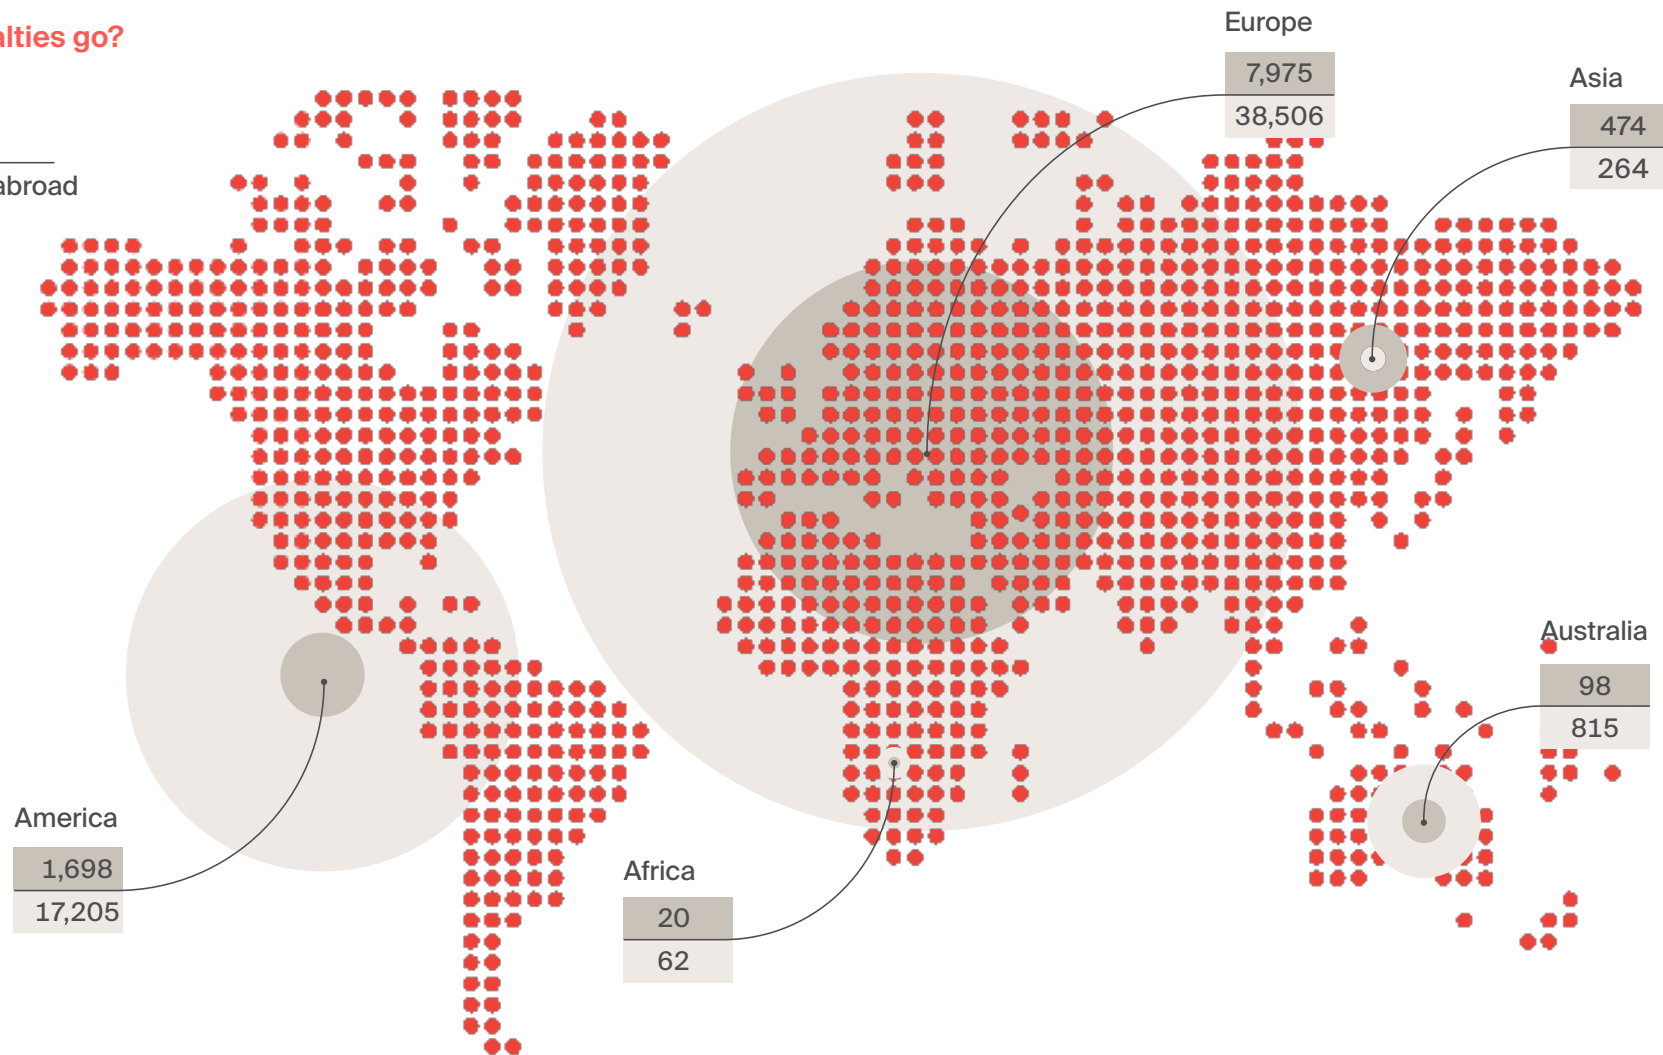 alties go?
abroad
Europe
7,975
38,506
Asia
474
264
Australia
98
815
America
1,698
17,205
Africa
20
62